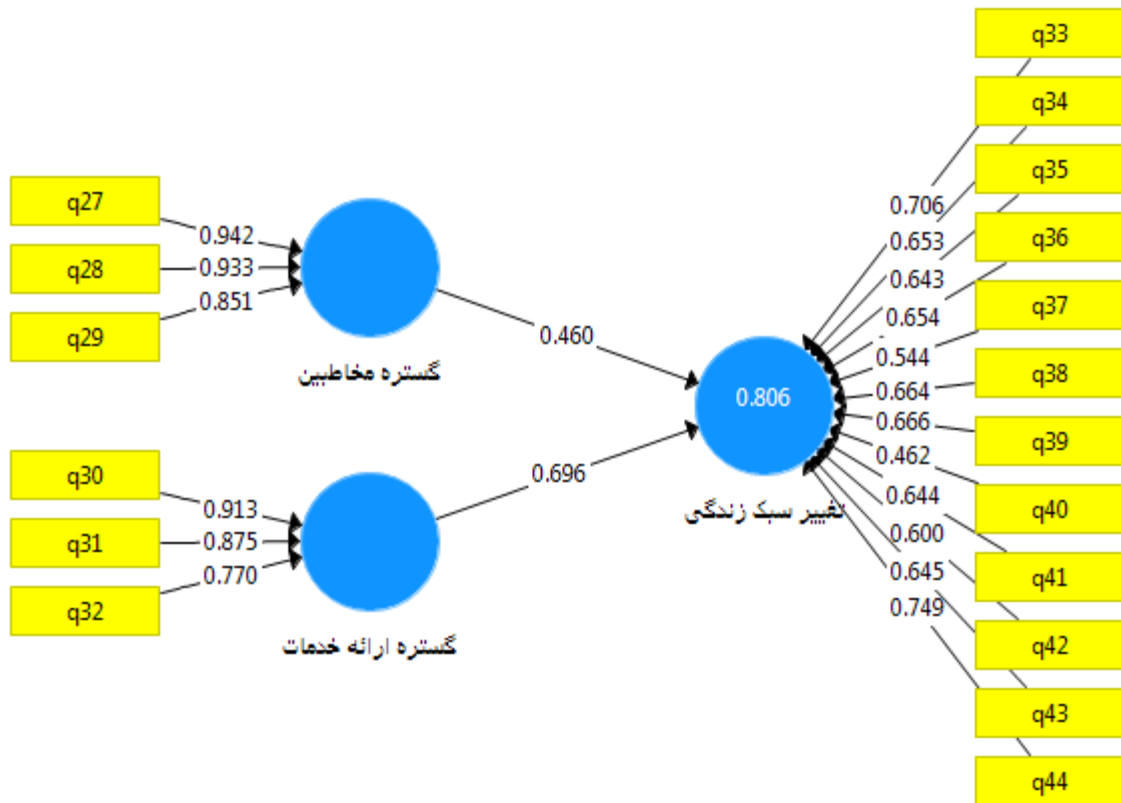 q27
q28
q29
0.942
0.933
0.851
گستره مخاطبین
q30
q31
q32
0.913
0.875
0.770
گستره ارائه خدمات
0.460
0.696
0.806
تغییر سبک زندگی
0.706
0.653
0.643
0.654
0.544
0.664
0.666
0.462
0.644
0.600
0.645
0.749
q33
q34
q35
q36
q37
q38
q39
q40
q41
q42
q43
q44